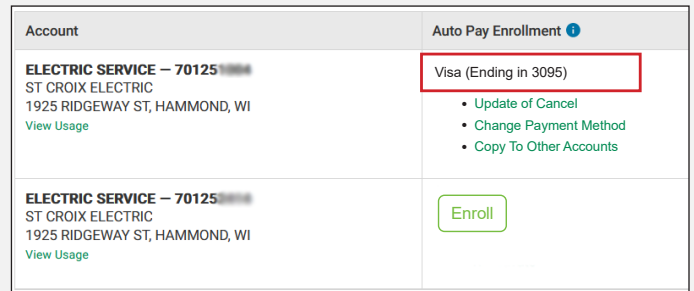 Account
Auto Pay Enrollment
ELECTRIC SERVICE — 701251
ST CROIX ELECTRIC
1925 RIDGEWAY ST, HAMMOND, WI
View Usage
Visa (Ending in 3095)
• Update of Cancel
• Change Payment Method
• Copy To Other Accounts
ELECTRIC SERVICE — 70125
ST CROIX ELECTRIC
1925 RIDGEWAY ST, HAMMOND, WI
View Usage
Enroll